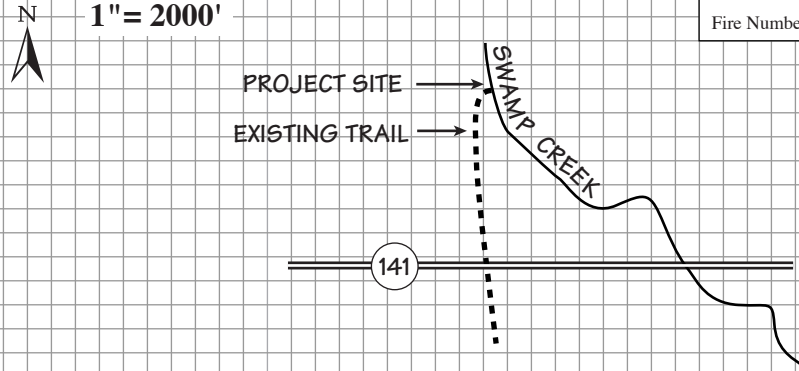 N
1"= 2000'
Fire Numbe
PROJECT SITE
EXISTING TRAIL
SWAMP CREEK
141